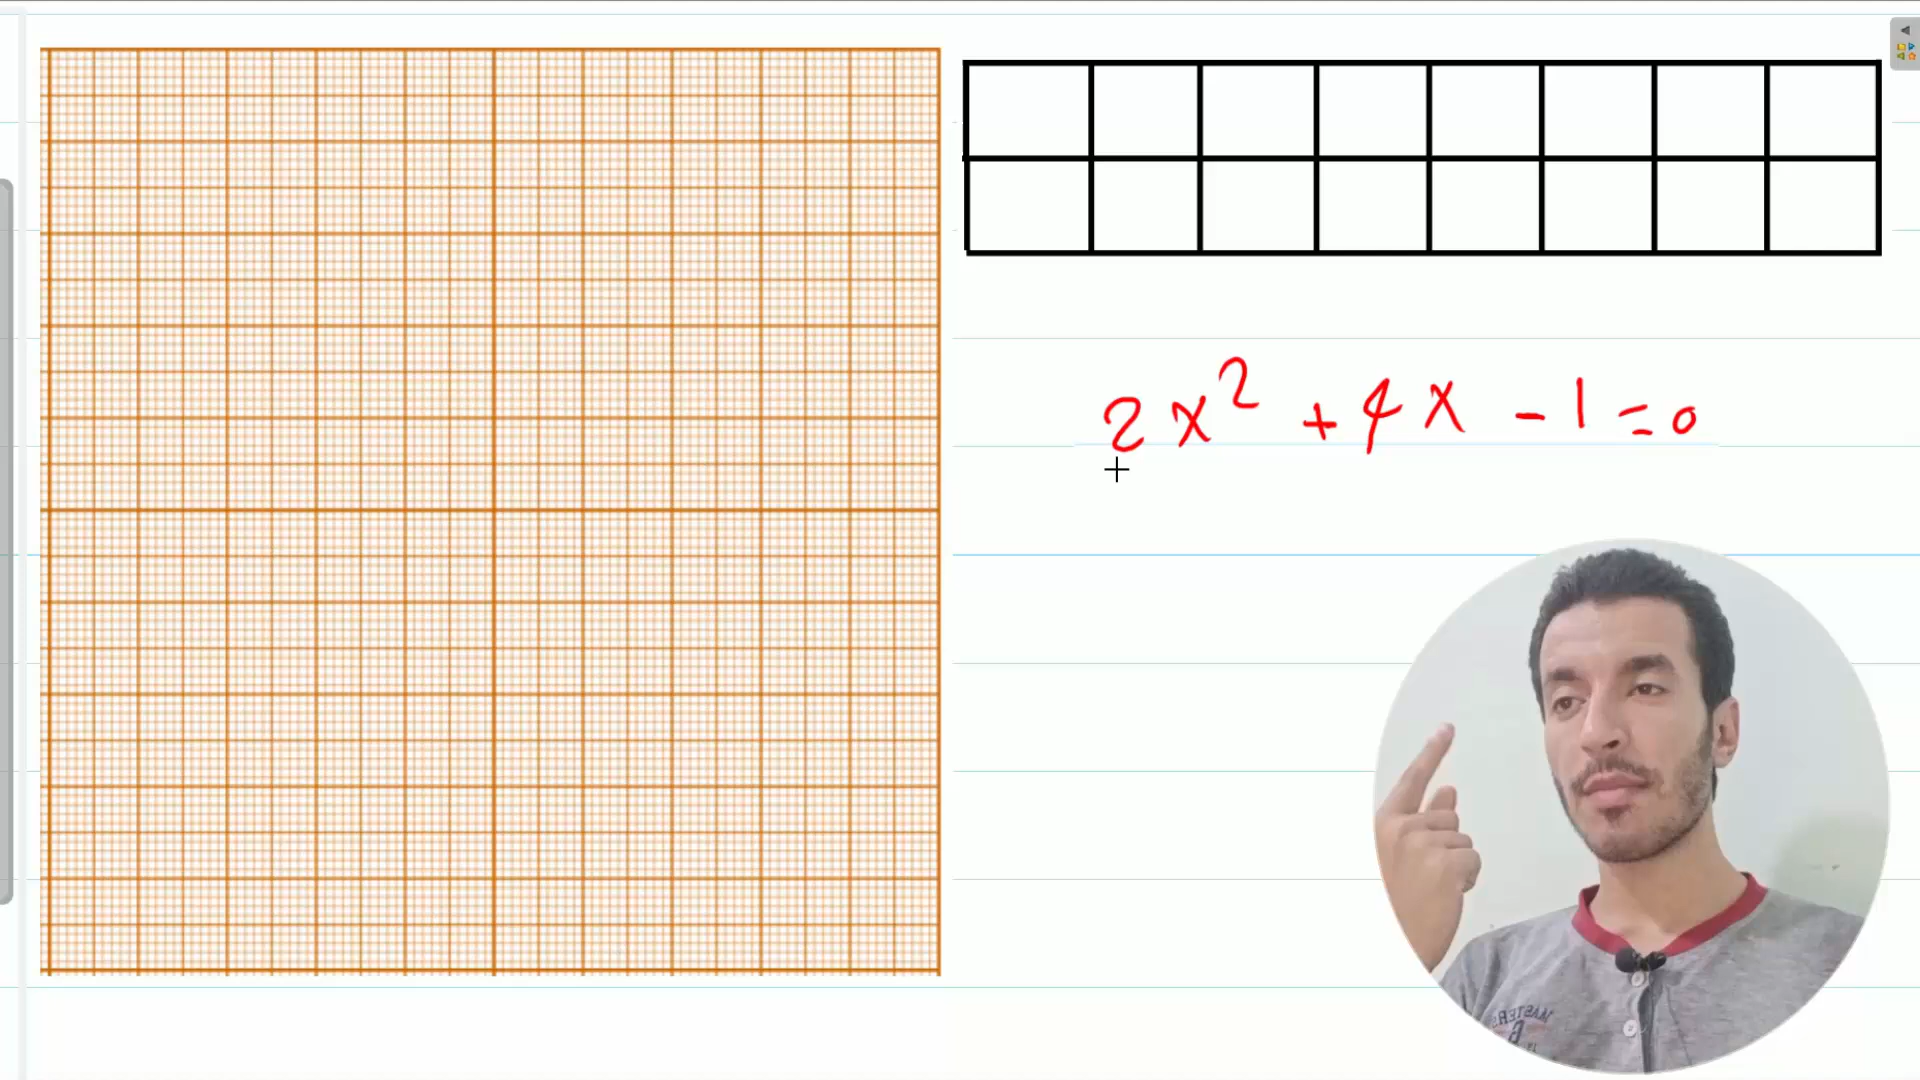 2x² + 4x - 1 = 0